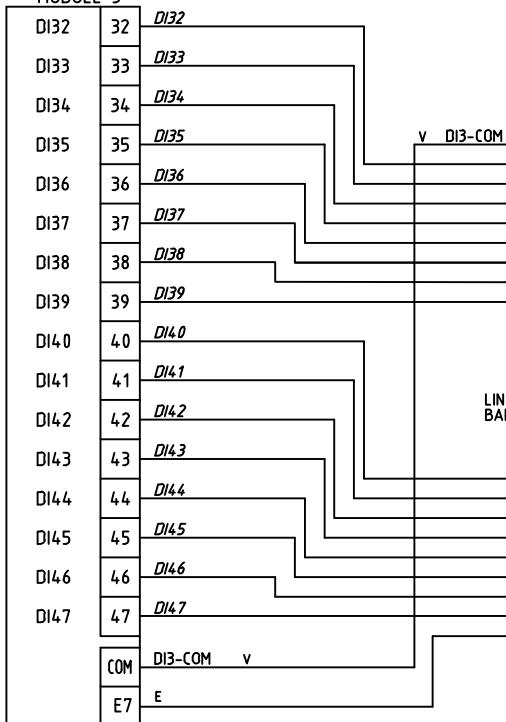 MODULE 3
DI32 32 DI32
DI33 33 DI33
DI34 34 DI34
DI35 35 DI35 V DI3-COM
DI36 36 DI36
DI37 37 DI37
DI38 38 DI38
DI39 39 DI39
DI40 40 DI40
DI41 41 DI41
LIN
DI42 42 DI42 BA
DI43 43 DI43
DI44 44 DI44
DI45 45 DI45
DI46 46 DI46
DI47 47 DI47
COM DI3-COM V
E7 E